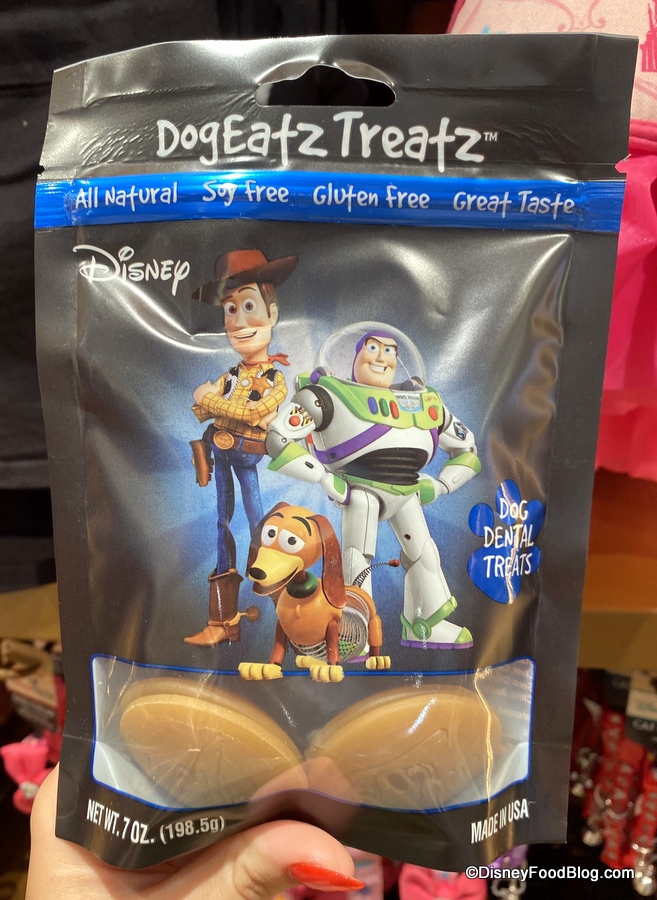 DogEatz Treatz™
All Natural Soy Free Gluten Free Great Taste
Disney
DOG
DENTAL
TREATS
NET WT. 7 OZ. (198.5g)
MADE IN USA
©DisneyFoodBlog.com